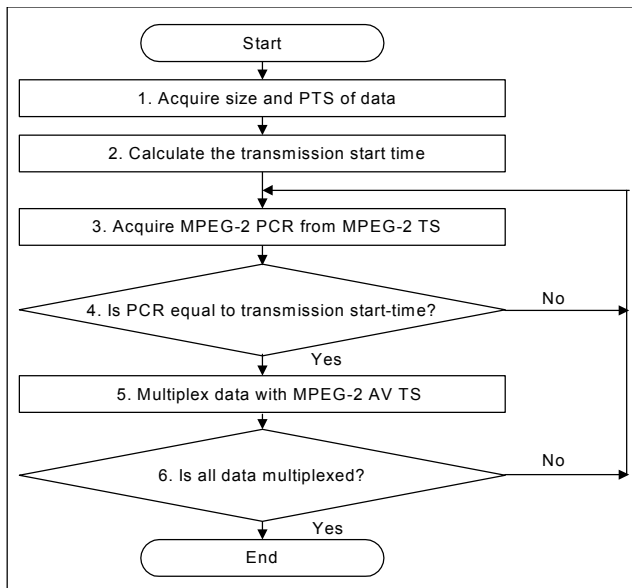 Start
1. Acquire size and PTS of data
2. Calculate the transmission start time
3. Acquire MPEG-2 PCR from MPEG-2 TS
4. Is PCR equal to transmission start-time?
No
Yes
5. Multiplex data with MPEG-2 AV TS
6. Is all data multiplexed?
No
Yes
End